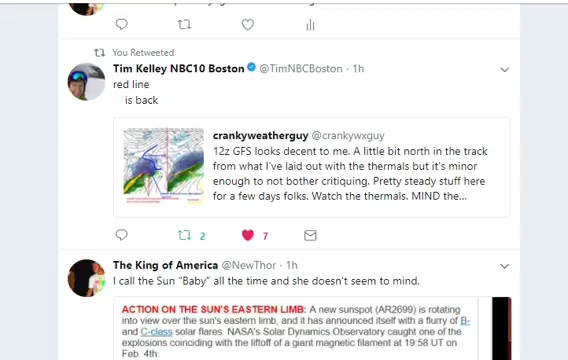 You Retweeted
Tim Kelley NBC10 Boston @TimNBCBoston · 1h
red line
is back
crankyweatherguy @crankywxguy
12z GFS looks decent to me. A little bit north in the track
from what I've laid out with the thermals but it's minor
enough to not bother critiquing. Pretty steady stuff here
for a few days folks. Watch the thermals. MIND the...
2
7
The King of America @NewThor · 1h
I call the Sun "Baby" all the time and she doesn't seem to mind.
ACTION ON THE SUN'S EASTERN LIMB: A new sunspot (AR2699) is rotating
into view over the sun's eastern limb, and it has announced itself with a flurry of B-
and C-class solar flares. NASA's Solar Dynamics Observatory caught one of the
explosions coinciding with the liftoff of a giant magnetic filament at 19:58 UT on
Feb. 4th: